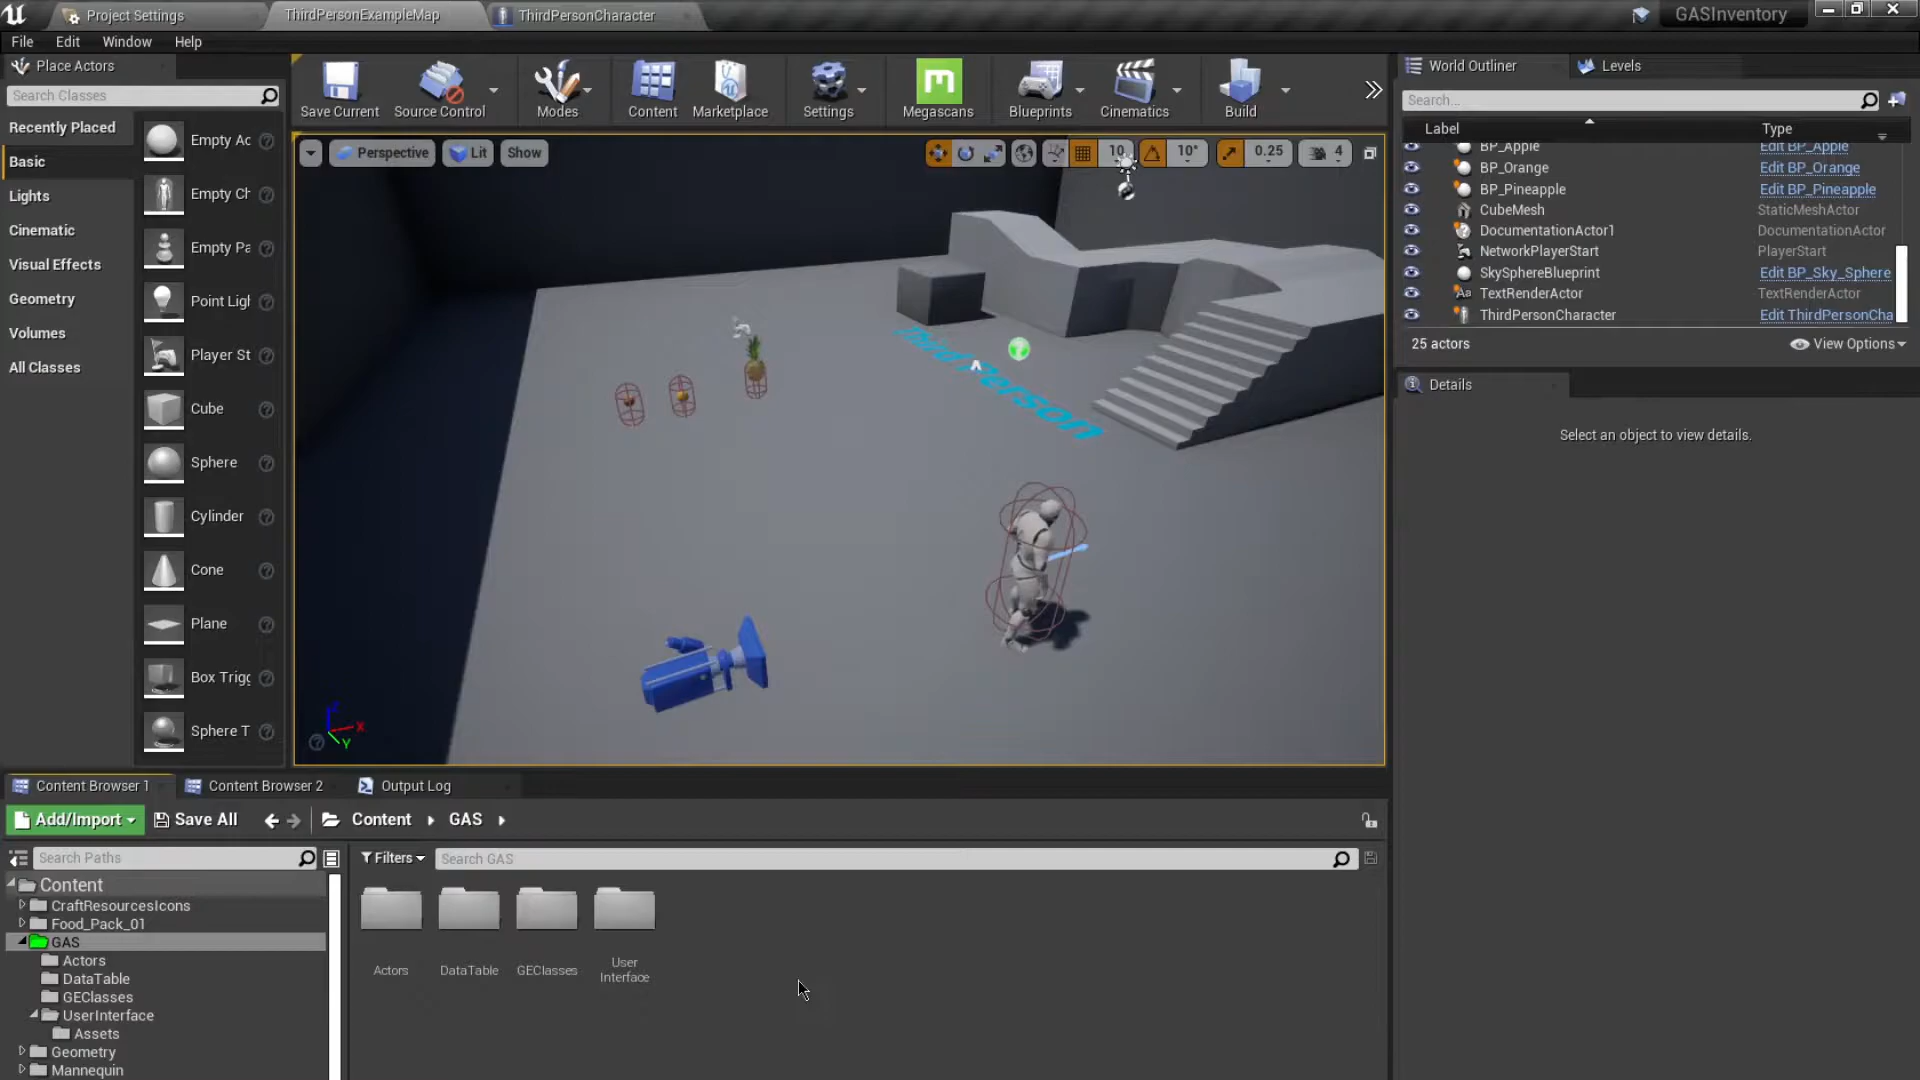 Project Settings
ThirdPersonExampleMap
ThirdPersonCharacter
GASInventory
File
Edit
Window
Help
Place Actors
Search Classes
Recently Placed
Basic
Lights
Cinematic
Visual Effects
Geometry
Volumes
All Classes
Empty Ac
Empty Ch
Empty Pa
Point Ligh
Player St
Cube
Sphere
Cylinder
Cone
Plane
Box Trigg
Sphere T
Save Current
Source Control
Modes
Content
Marketplace
Settings
Megascans
Blueprints
Cinematics
Build
Perspective
Lit
Show
10
10°
0.25
4
Third Person
X
Y
World Outliner
Levels
Search...
Label
Type
BP_Apple
Edit BP_Apple
BP_Orange
Edit BP_Orange
BP_Pineapple
Edit BP_Pineapple
CubeMesh
StaticMeshActor
DocumentationActor1
DocumentationActor
NetworkPlayerStart
PlayerStart
SkySphereBlueprint
Edit BP_Sky_Sphere
TextRenderActor
TextRenderActor
ThirdPersonCharacter
Edit ThirdPersonCha
25 actors
View Options
Details
Select an object to view details.
Content Browser 1
Content Browser 2
Output Log
Add/Import
Save All
Content
GAS
Search Paths
Filters
Search GAS
Content
CraftResourcesIcons
Food_Pack_01
GAS
Actors
DataTable
GEClasses
UserInterface
Assets
Geometry
Mannequin
Actors
DataTable
GEClasses
User
Interface